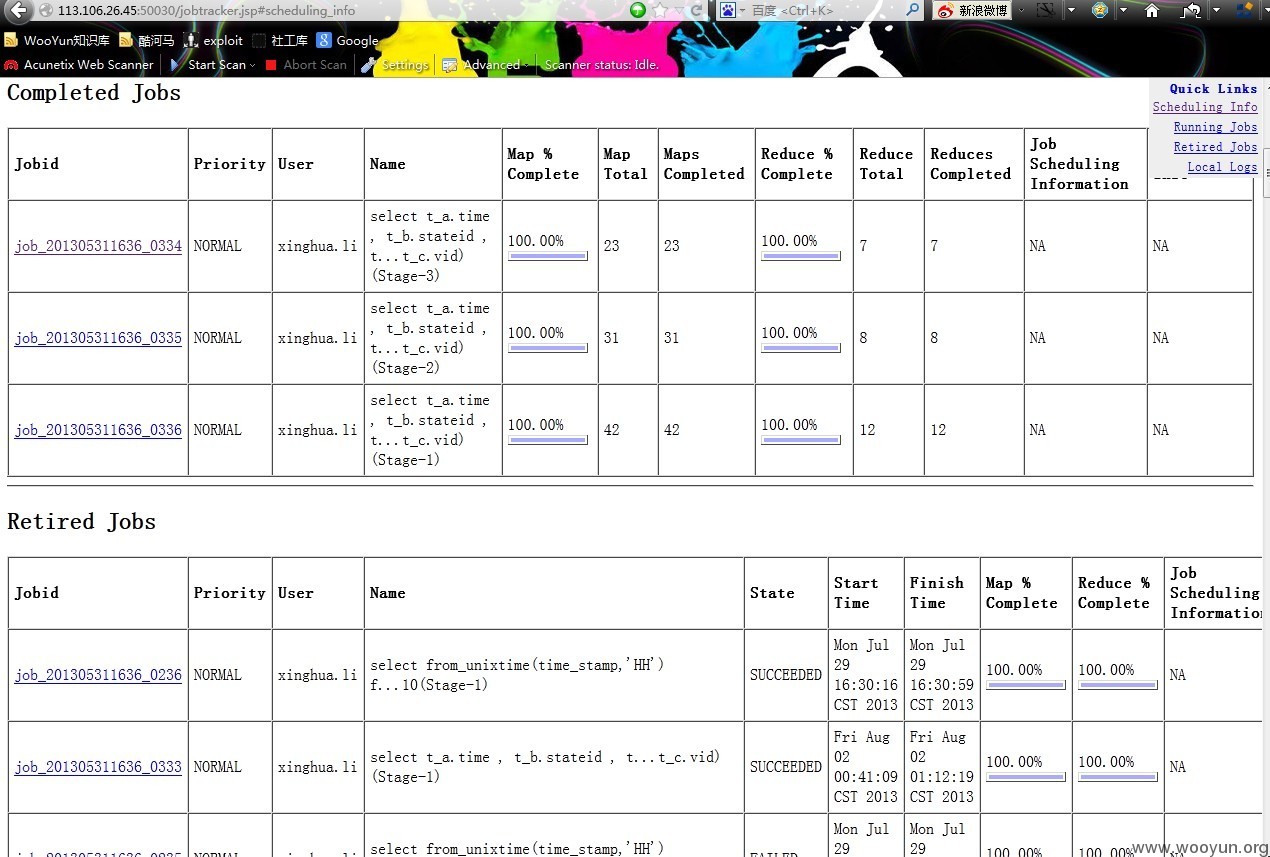 113.106.26.45:50030/jobtracker.jsp#scheduling_info
百度 <Ctrl+K>
新浪微博
WooYun知识库 酷河马 exploit 社工库 Google
Acunetix Web Scanner Start Scan Abort Scan Settings Advanced Scanner status: Idle.
Quick Links
Scheduling Info
Running Jobs
Retired Jobs
Local Logs
Completed Jobs
Jobid Priority User Name Map % Complete Map Total Maps Completed Reduce % Complete Reduce Total Reduces Completed Job Scheduling Information
job_201305311636_0334 NORMAL xinghua.li select t_a.time , t_b.stateid , t...t_c.vid)(Stage-3) 100.00% 23 23 100.00% 7 7 NA NA
job_201305311636_0335 NORMAL xinghua.li select t_a.time , t_b.stateid , t...t_c.vid)(Stage-2) 100.00% 31 31 100.00% 8 8 NA NA
job_201305311636_0336 NORMAL xinghua.li select t_a.time , t_b.stateid , t...t_c.vid)(Stage-1) 100.00% 42 42 100.00% 12 12 NA NA
Retired Jobs
Jobid Priority User Name State Start Time Finish Time Map % Complete Reduce % Complete Job Scheduling Information
job_201305311636_0236 NORMAL xinghua.li select from_unixtime(time_stamp,'HH') f...10(Stage-1) SUCCEEDED Mon Jul 29 16:30:16 CST 2013 Mon Jul 29 16:30:59 CST 2013 100.00% 100.00% NA
job_201305311636_0333 NORMAL xinghua.li select t_a.time , t_b.stateid , t...t_c.vid)(Stage-1) SUCCEEDED Fri Aug 02 00:41:09 CST 2013 Fri Aug 02 01:12:19 CST 2013 100.00% 100.00% NA
job_201305311636_0235 NORMAL xinghua.li select from_unixtime(time_stamp,'HH') FAILED Mon Jul 29 Mon Jul 29 100.00% 100.00%
www.wooyun.org